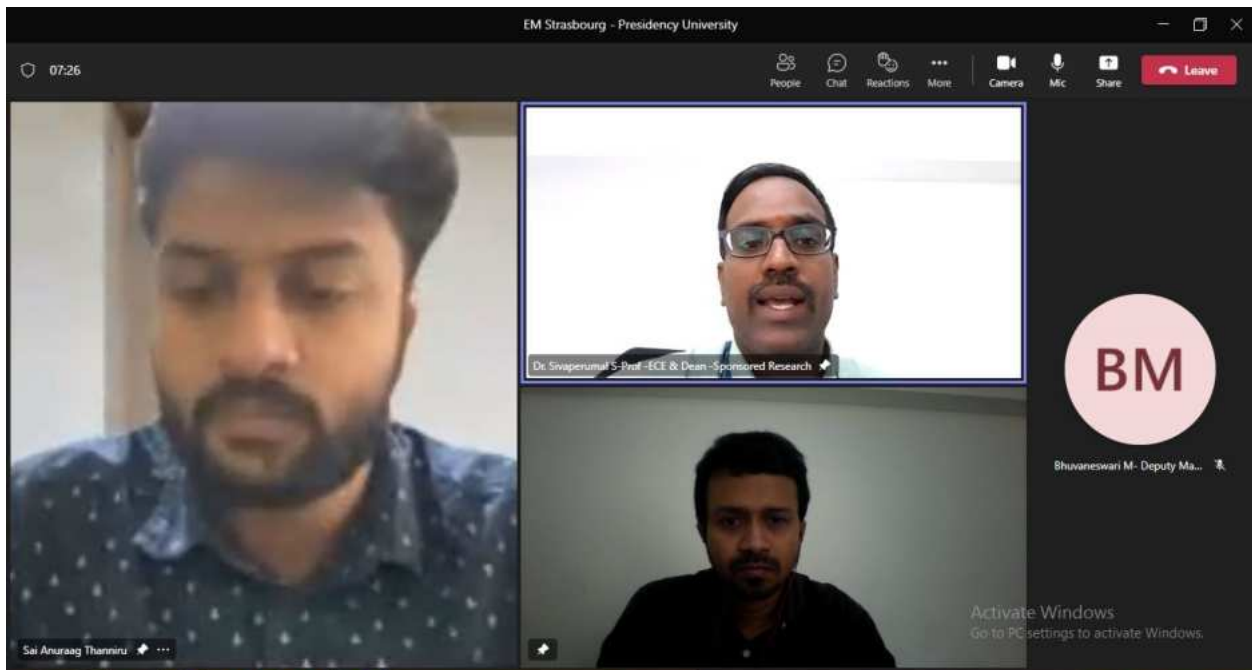 EM Strasbourg - Presidency University
07:26
People
Chat
Reactions
More
Camera
Mic
Share
Leave
Dr. Sivaperumal S-Prof -ECE & Dean -Sponsored Research
BM
Bhuvaneswari M- Deputy Ma...
Activate Windows
Go to PC settings to activate Windows.
Sai Anuraag Thanniru